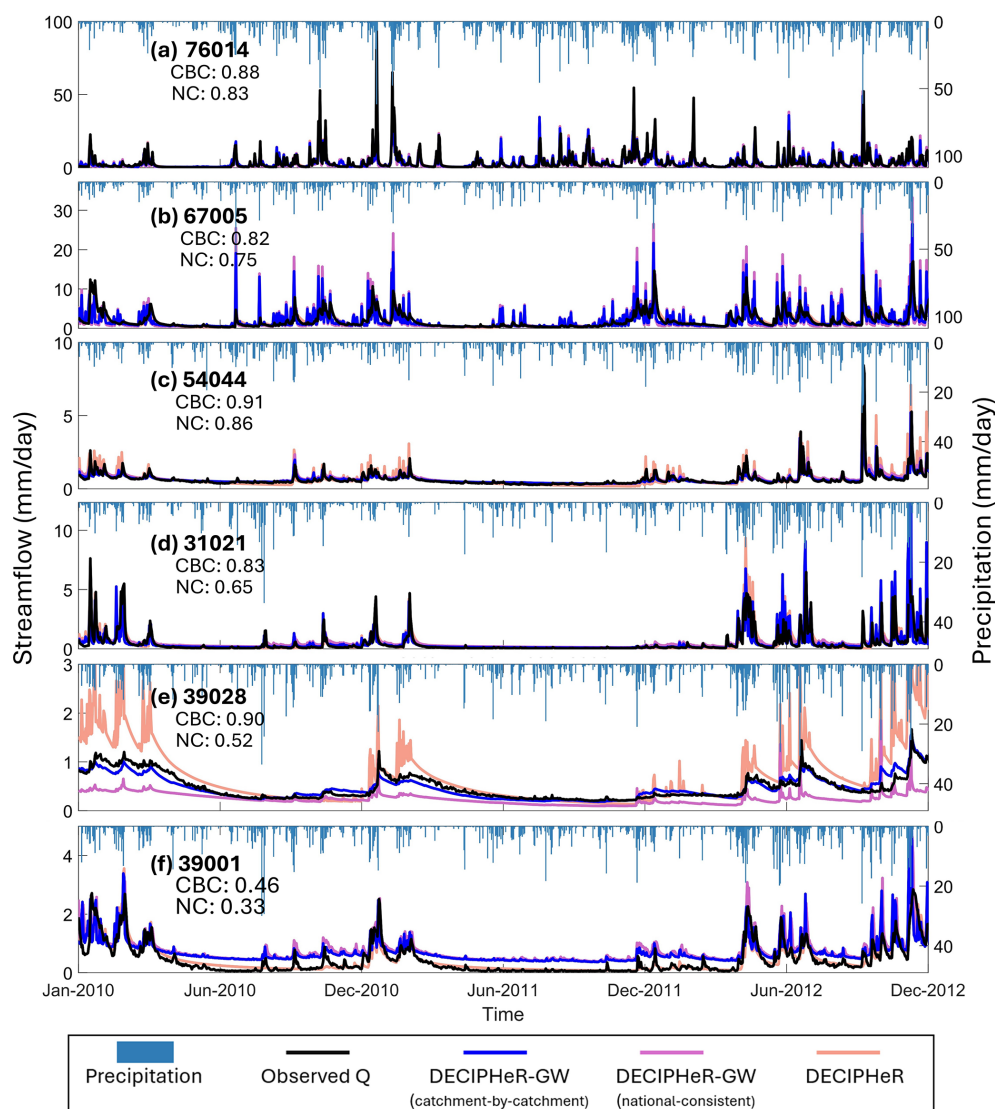 100
50
0
0
50
100
(a) 76014
CBC: 0.88
NC: 0.83
30
20
10
0
0
50
100
(b) 67005
CBC: 0.82
NC: 0.75
10
5
0
0
20
40
(c) 54044
CBC: 0.91
NC: 0.86
10
5
0
0
20
40
(d) 31021
CBC: 0.83
NC: 0.65
3
2
1
0
0
20
40
(e) 39028
CBC: 0.90
NC: 0.52
4
2
0
0
20
40
(f) 39001
CBC: 0.46
NC: 0.33
Streamflow (mm/day)
Precipitation (mm/day)
Jan-2010 Jun-2010 Dec-2010 Jun-2011 Dec-2011 Jun-2012 Dec-2012
Time
Precipitation Observed Q DECIPHeR-GW DECIPHeR-GW DECIPHeR
(catchment-by-catchment) (national-consistent)